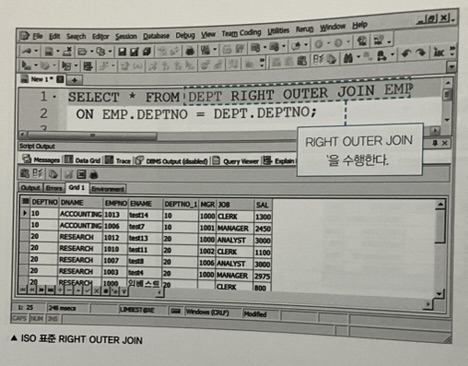 File Edit Search Editor Session Database Debug View Team Coding Utilities Rerun Window Help
New 1 *
1 SELECT * FROM DEPT RIGHT OUTER JOIN EMP
2 ON EMP.DEPTNO = DEPT.DEPTNO;
RIGHT OUTER JOIN
'을 수행한다.
Script Output
Messages Data Grid Trace DBMS Output (disabled) Query Viewer Explain
Output Errors Grid 1 Environment
DEPTNO DNAME EMPNO ENAME DEPTNO_1 MGR JOB SAL
10 ACCOUNTING 1013 test14 10 1000 CLERK 1300
10 ACCOUNTING 1006 test7 10 1001 MANAGER 2450
20 RESEARCH 1012 test13 20 1000 ANALYST 3000
20 RESEARCH 1010 test11 20 1002 CLERK 1100
20 RESEARCH 1007 test8 20 1006 ANALYST 3000
20 RESEARCH 1003 test4 20 1000 MANAGER 2975
20 RESEARCH 1000 임베스트 20 CLERK 800
1: 25 248 msecs LIMBEST@XE Windows (CRLF) Modified
CAPS NUM INS
▲ ISO 표준 RIGHT OUTER JOIN